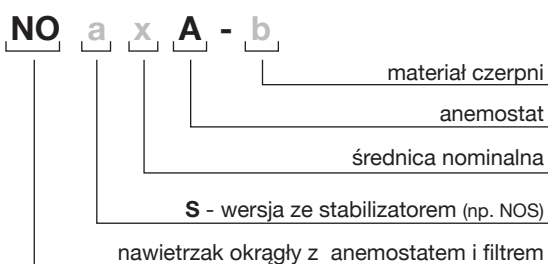 NO a x A - b
materiał czerpni
anemostat
średnica nominalna
S - wersja ze stabilizatorem (np. NOS)
nawietrzak okrągły z anemostatem i filtrem